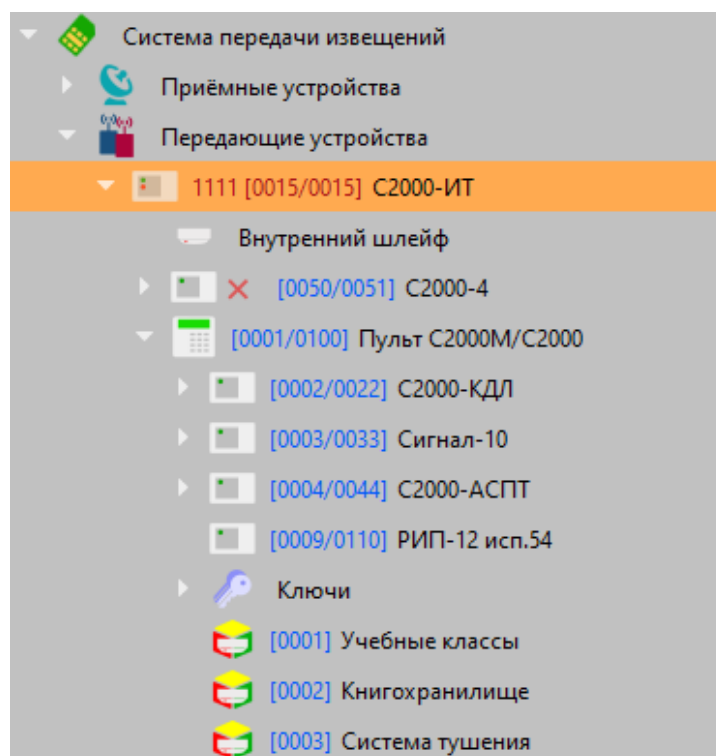 Система передачи извещений
Приёмные устройства
Передающие устройства
1111 [0015/0015] С2000-ИТ
Внутренний шлейф
[0050/0051] С2000-4
[0001/0100] Пульт С2000М/С2000
[0002/0022] С2000-КДЛ
[0003/0033] Сигнал-10
[0004/0044] С2000-АСПТ
[0009/0110] РИП-12 исп.54
Ключи
[0001] Учебные классы
[0002] Книгохранилище
[0003] Система тушения